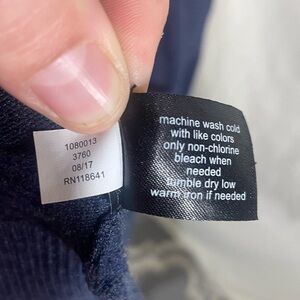 1080013
3760
08/17
RN118641
machine wash cold
with like colors
only non-chlorine
bleach when
needed
tumble dry low
warm iron if needed